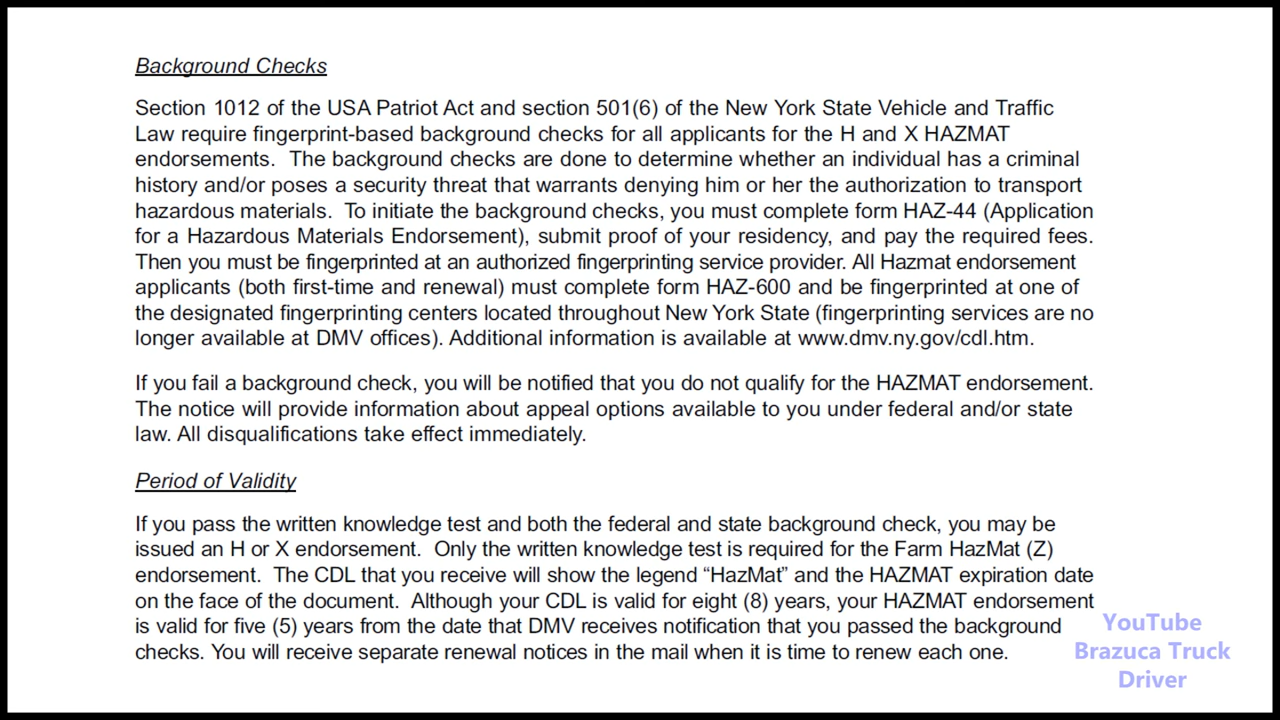 Background Checks
Section 1012 of the USA Patriot Act and section 501(6) of the New York State Vehicle and Traffic
Law require fingerprint-based background checks for all applicants for the H and X HAZMAT
endorsements.  The background checks are done to determine whether an individual has a criminal
history and/or poses a security threat that warrants denying him or her the authorization to transport
hazardous materials.  To initiate the background checks, you must complete form HAZ-44 (Application
for a Hazardous Materials Endorsement), submit proof of your residency, and pay the required fees.
Then you must be fingerprinted at an authorized fingerprinting service provider. All Hazmat endorsement
applicants (both first-time and renewal) must complete form HAZ-600 and be fingerprinted at one of
the designated fingerprinting centers located throughout New York State (fingerprinting services are no
longer available at DMV offices). Additional information is available at www.dmv.ny.gov/cdl.htm.
If you fail a background check, you will be notified that you do not qualify for the HAZMAT endorsement.
The notice will provide information about appeal options available to you under federal and/or state
law. All disqualifications take effect immediately.
Period of Validity
If you pass the written knowledge test and both the federal and state background check, you may be
issued an H or X endorsement.  Only the written knowledge test is required for the Farm HazMat (Z)
endorsement.  The CDL that you receive will show the legend “HazMat” and the HAZMAT expiration date
on the face of the document.  Although your CDL is valid for eight (8) years, your HAZMAT endorsement
is valid for five (5) years from the date that DMV receives notification that you passed the background
checks. You will receive separate renewal notices in the mail when it is time to renew each one.
YouTube
Brazuca Truck
Driver